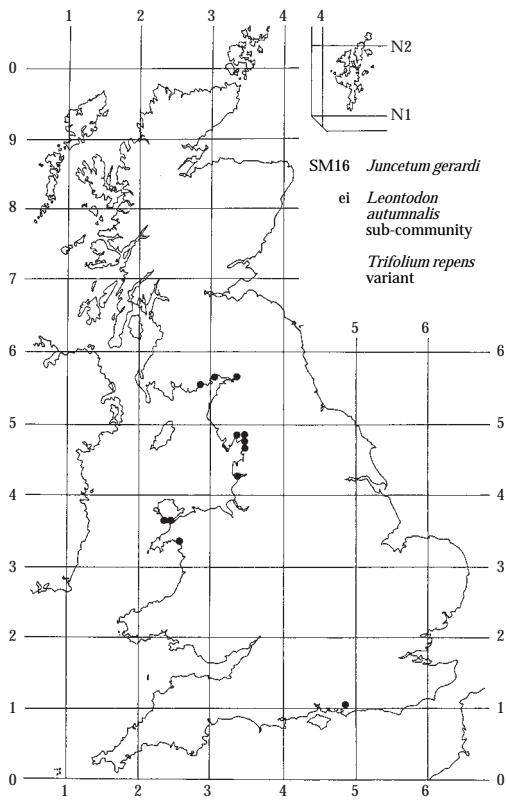 1 2 3 4 4
0
N2
N1
9
SM16 Juncetum gerardi
ei Leontodon
autumnalis
sub-community
8
Trifolium repens
variant
7
5 6
6 6
5 5
4 4
3 3
2 2
1 1
0 0
1 2 3 4 5 6